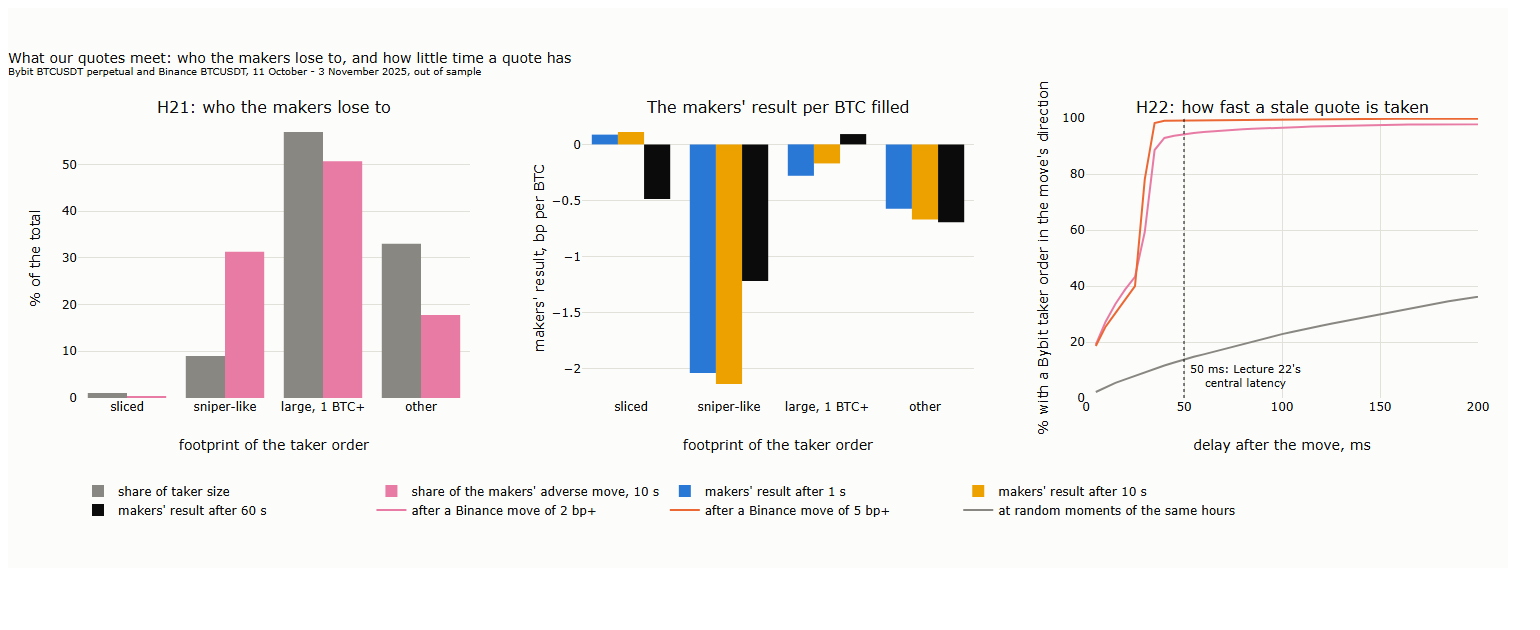 What our quotes meet: who the makers lose to, and how little time a quote has
Bybit BTCUSDT perpetual and Binance BTCUSDT, 11 October - 3 November 2025, out of sample
H21: who the makers lose to
% of the total
50
40
30
20
10
0
sliced
sniper-like
large, 1 BTC+
other
footprint of the taker order
The makers' result per BTC filled
makers' result, bp per BTC
0
−0.5
−1
−1.5
−2
sliced
sniper-like
large, 1 BTC+
other
footprint of the taker order
H22: how fast a stale quote is taken
% with a Bybit taker order in the move's direction
100
80
60
40
20
0
50 ms: Lecture 22's
central latency
0
50
100
150
200
delay after the move, ms
share of taker size
share of the makers' adverse move, 10 s
makers' result after 1 s
makers' result after 10 s
makers' result after 60 s
after a Binance move of 2 bp+
after a Binance move of 5 bp+
at random moments of the same hours